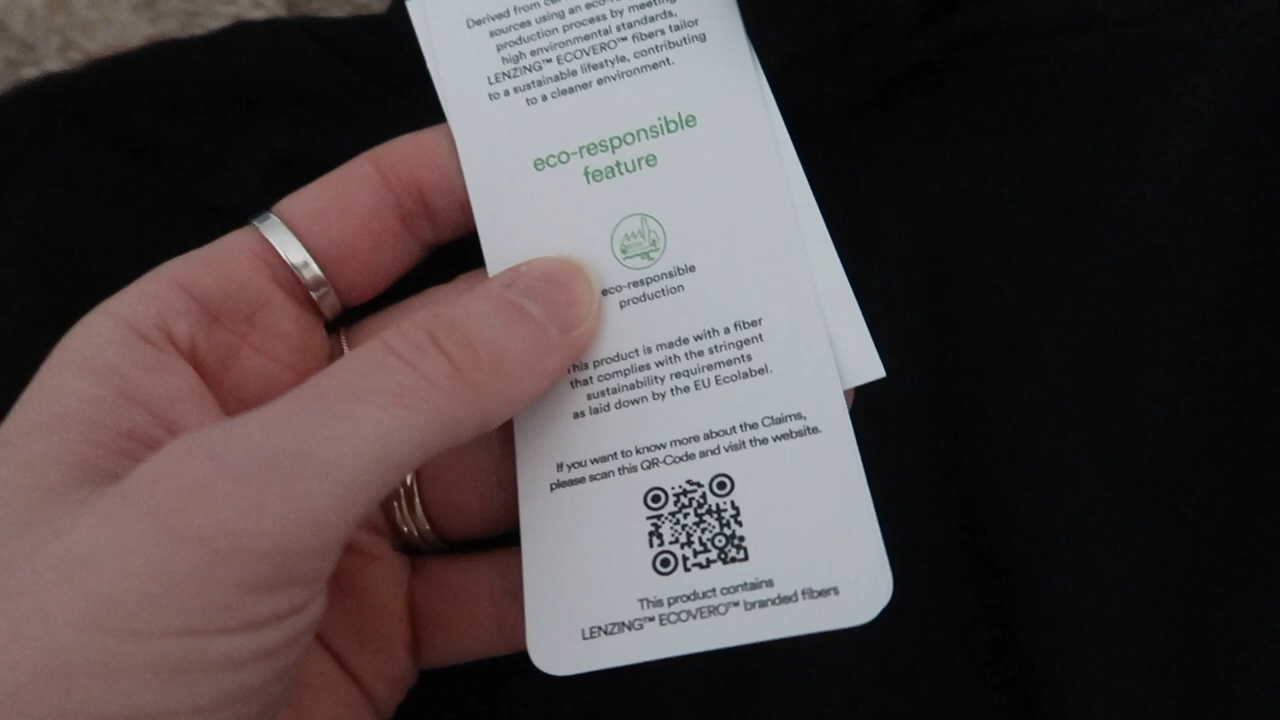 Derived from
sources using an
production process by meeting
high environmental standards,
LENZING™ ECOVERO™ fibers tailor
to a sustainable lifestyle, contributing
to a cleaner environment.
eco-responsible
feature
eco-responsible
production
This product is made with a fiber
that complies with the stringent
sustainability requirements
as laid down by the EU Ecolabel.
If you want to know more about the Claims,
please scan this QR-Code and visit the website.
This product contains
LENZING™ ECOVERO™ branded fibers